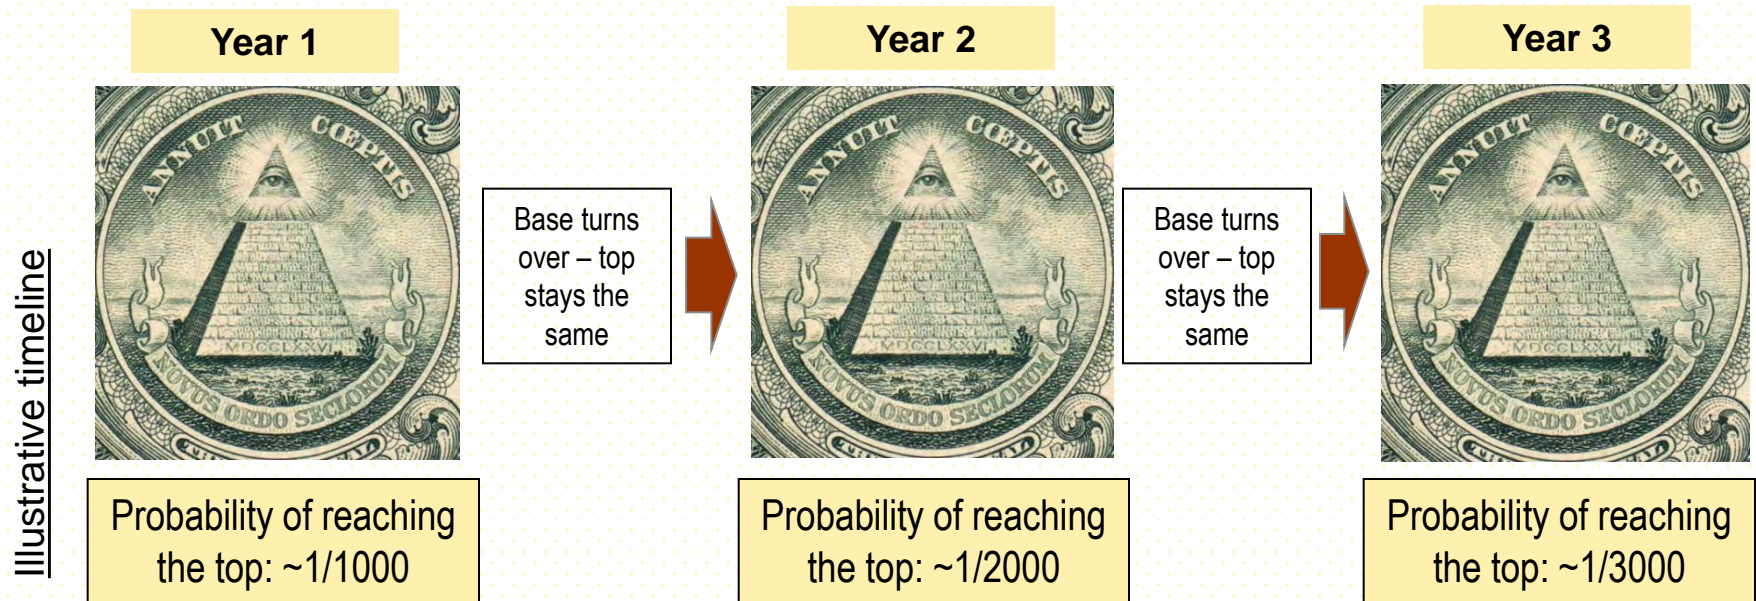 Year 1
Year 2
Year 3
Illustrative timeline
ANNUIT CŒPTIS
MDCCLXXVI
NOVUS ORDO SECLORUM
Base turns
over – top
stays the
same
ANNUIT CŒPTIS
MDCCLXXVI
NOVUS ORDO SECLORUM
Base turns
over – top
stays the
same
ANNUIT CŒPTIS
MDCCLXXVI
NOVUS ORDO SECLORUM
Probability of reaching
the top: ~1/1000
Probability of reaching
the top: ~1/2000
Probability of reaching
the top: ~1/3000